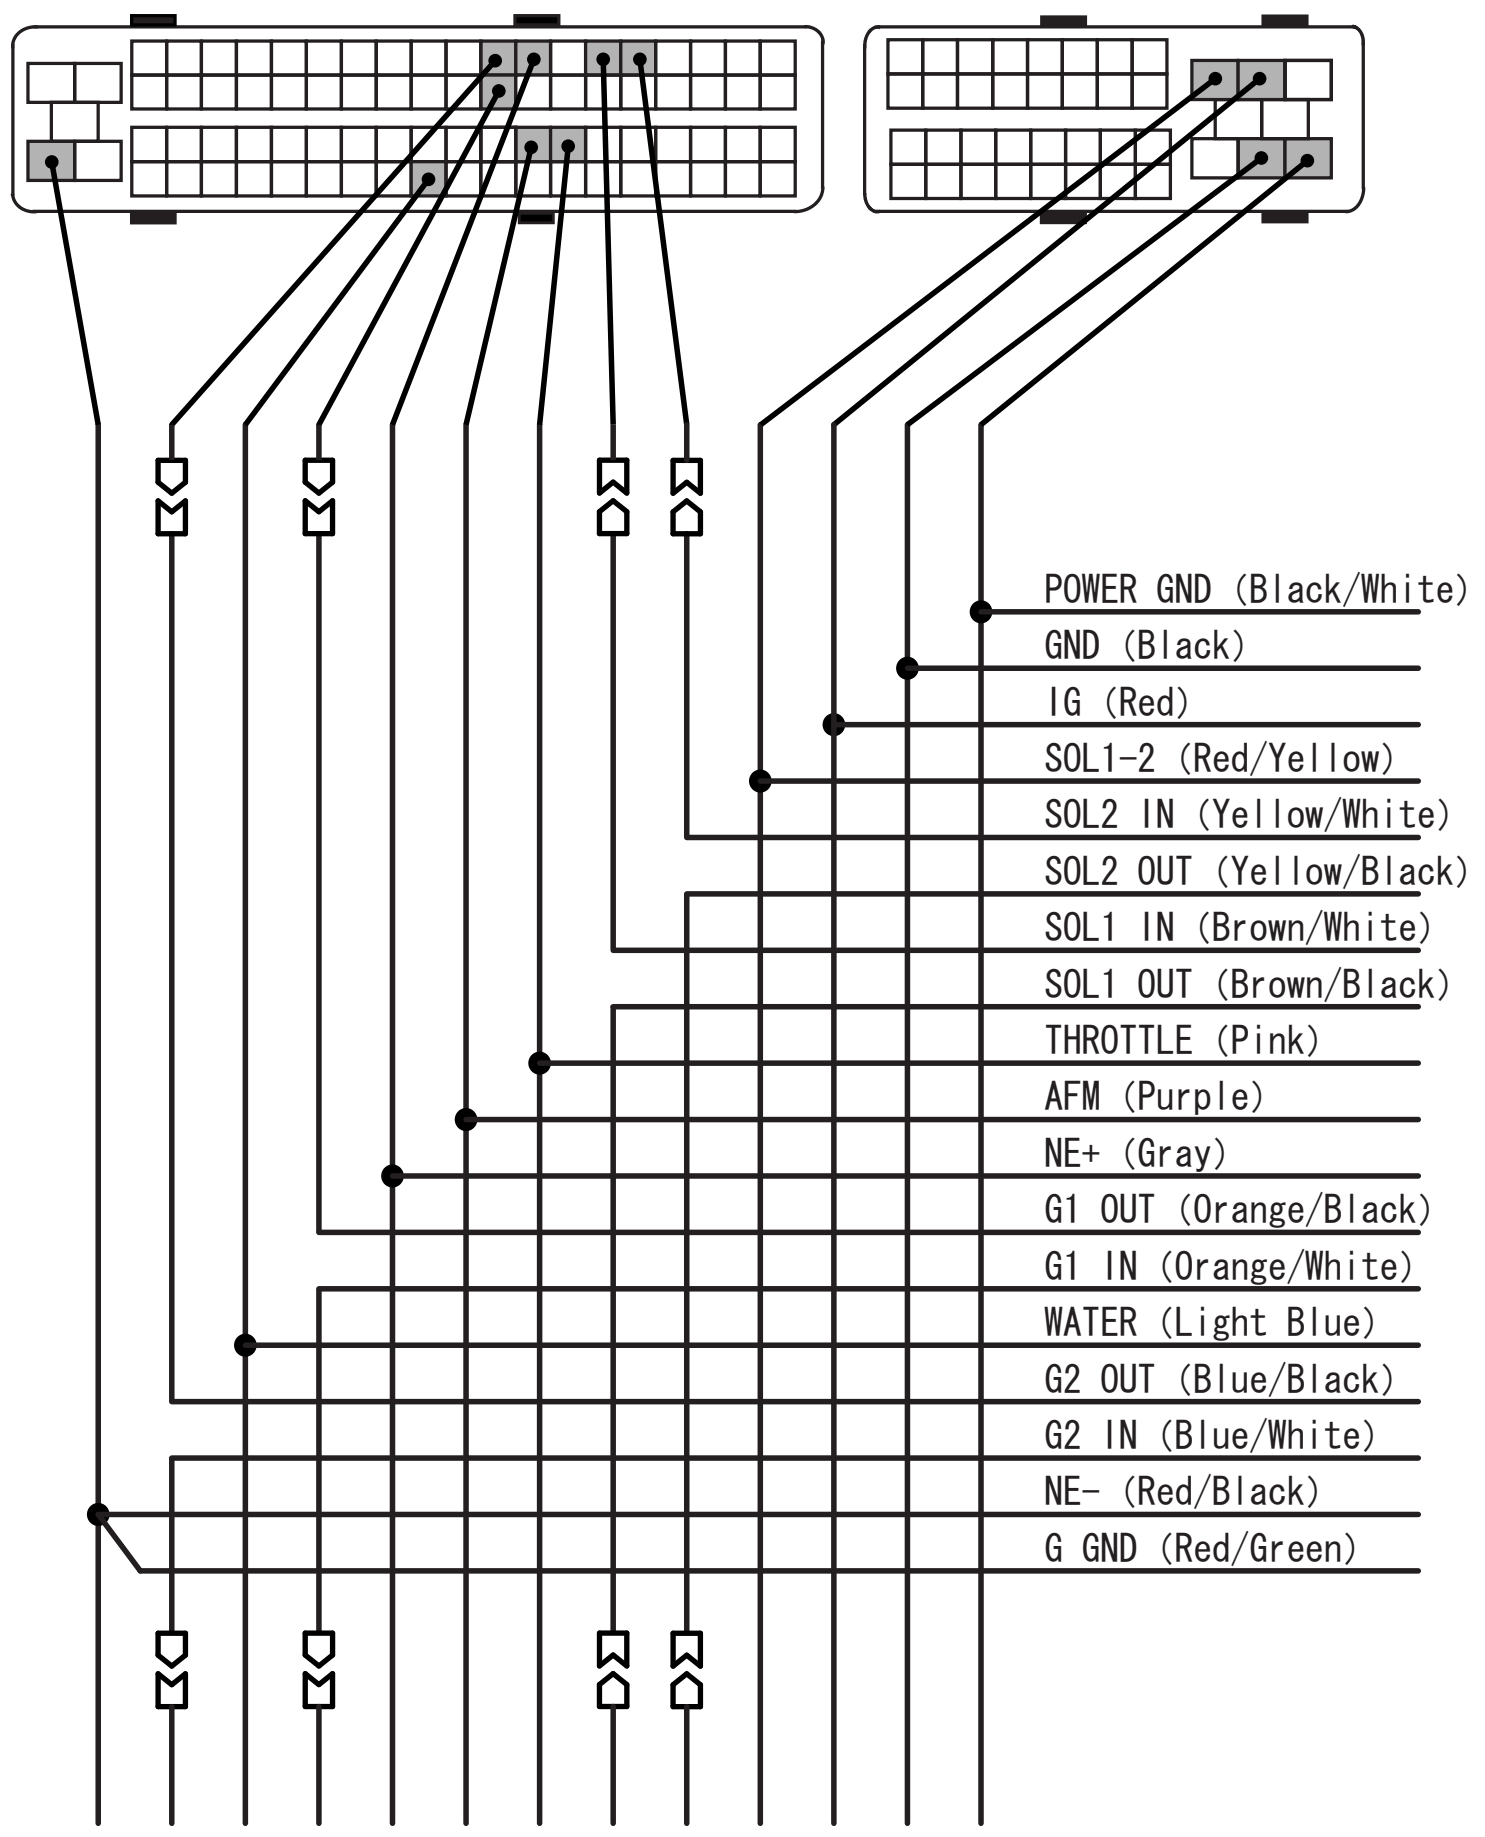 POWER GND (Black/White)
GND (Black)
IG (Red)
SOL1-2 (Red/Yellow)
SOL2 IN (Yellow/White)
SOL2 OUT (Yellow/Black)
SOL1 IN (Brown/White)
SOL1 OUT (Brown/Black)
THROTTLE (Pink)
AFM (Purple)
NE+ (Gray)
G1 OUT (Orange/Black)
G1 IN (Orange/White)
WATER (Light Blue)
G2 OUT (Blue/Black)
G2 IN (Blue/White)
NE- (Red/Black)
G GND (Red/Green)